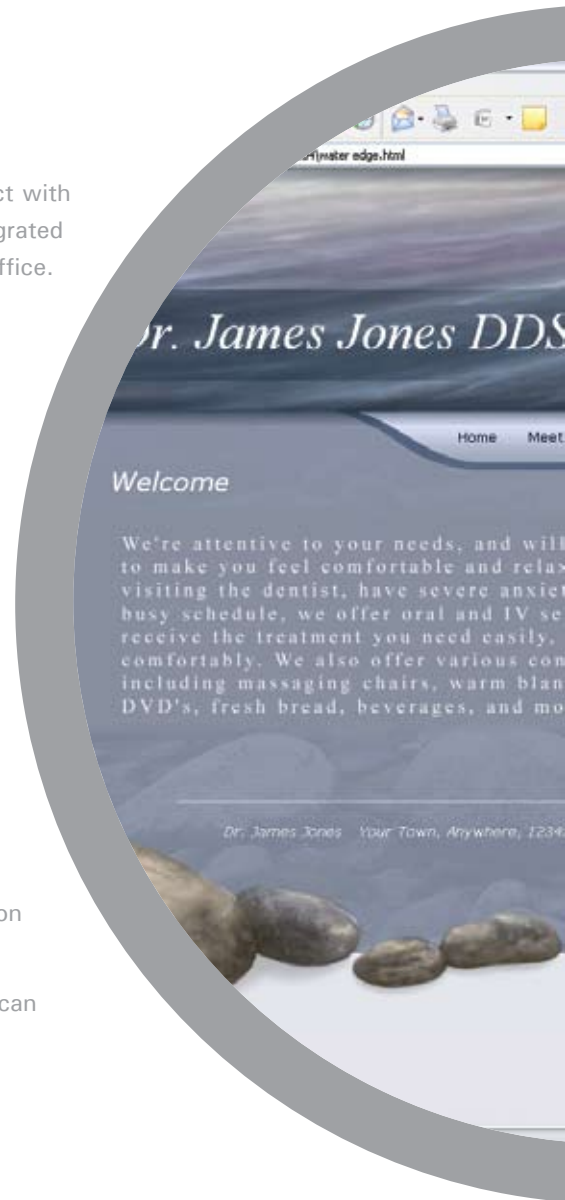 ct with
grated
ffice.
water edge.html
Dr. James Jones DDS
Home Meet
Welcome
We're attentive to your needs, and will
to make you feel comfortable and relax
visiting the dentist, have severe anxiet
busy schedule, we offer oral and IV se
receive the treatment you need easily,
comfortably. We also offer various con
including massaging chairs, warm blan
DVD's, fresh bread, beverages, and mo
Dr. James Jones Your Town, Anywhere, 1234
on
can